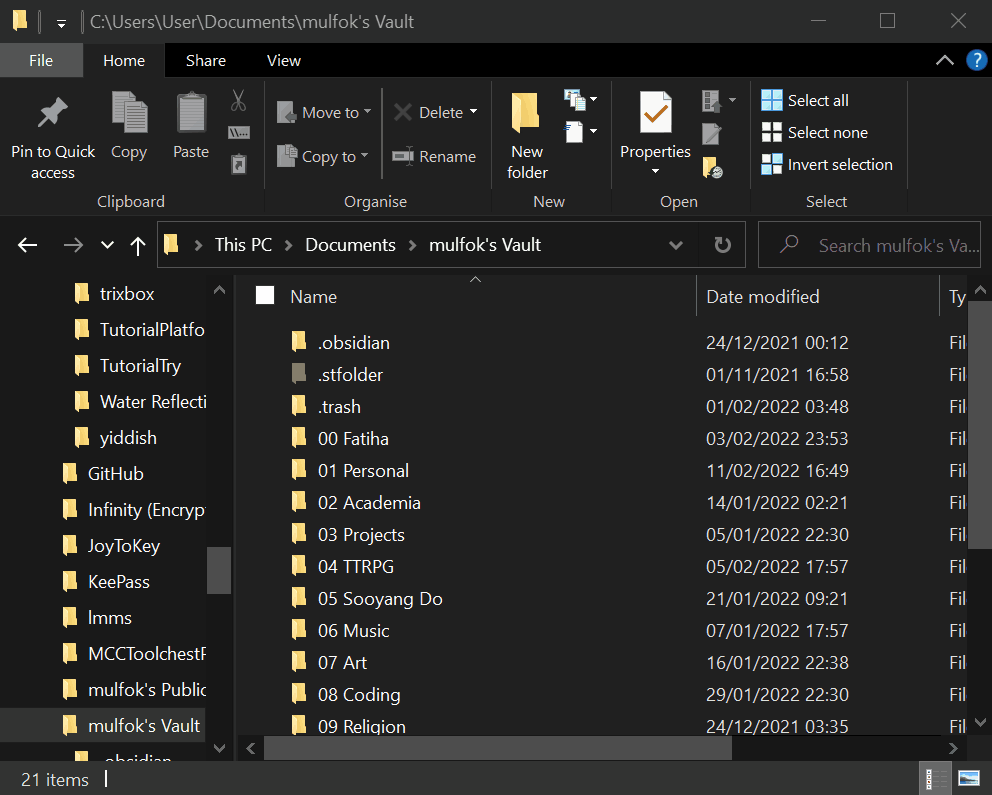 C:\Users\User\Documents\mulfok's Vault
File Home Share View
Pin to Quick access
Copy
Paste
Move to
Copy to
Delete
Rename
New folder
Properties
Select all
Select none
Invert selection
Clipboard Organise New Open Select
This PC Documents mulfok's Vault
Search mulfok's Va...
trixbox
TutorialPlatfo
TutorialTry
Water Reflecti
yiddish
GitHub
Infinity (Encryp
JoyToKey
KeePass
lmms
MCCToolchestP
mulfok's Public
mulfok's Vault
.obsidian
Name Date modified Ty
.obsidian 24/12/2021 00:12 Fil
.stfolder 01/11/2021 16:58 Fil
.trash 01/02/2022 03:48 Fil
00 Fatiha 03/02/2022 23:53 Fil
01 Personal 11/02/2022 16:49 Fil
02 Academia 14/01/2022 02:21 Fil
03 Projects 05/01/2022 22:30 Fil
04 TTRPG 05/02/2022 17:57 Fil
05 Sooyang Do 21/01/2022 09:21 Fil
06 Music 07/01/2022 17:57 Fil
07 Art 16/01/2022 22:38 Fil
08 Coding 29/01/2022 22:30 Fil
09 Religion 24/12/2021 03:35 Fil
21 items